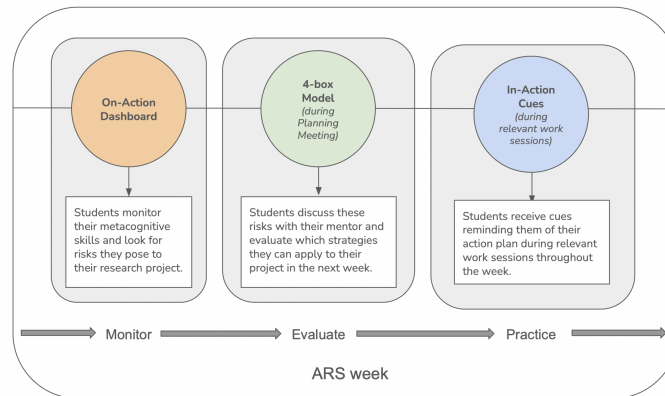 On-Action
Dashboard
4-box
Model
(during
Planning
Meeting)
In-Action
Cues
(during
relevant work
sessions)
Students monitor
their metacognitive
skills and look for
risks they pose to
their research project.
Students discuss these
risks with their mentor and
evaluate which strategies
they can apply to their
project in the next week.
Students receive cues
reminding them of their
action plan during relevant
work sessions throughout
the week.
Monitor
Evaluate
Practice
ARS week